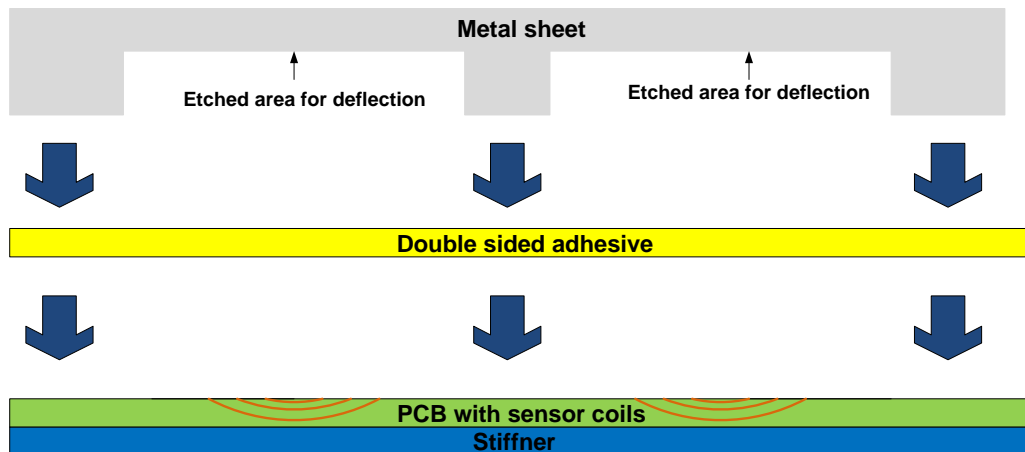 Metal sheet
Etched area for deflection
Etched area for deflection
Double sided adhesive
PCB with sensor coils
Stiffner